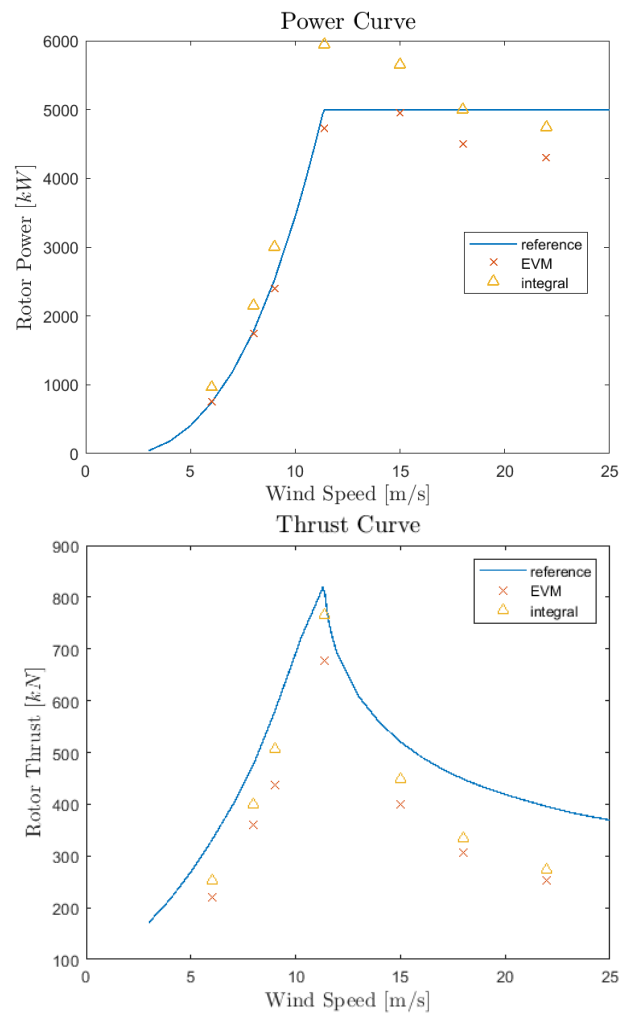 Power Curve
6000
5000
4000
3000
2000
1000
0
Rotor Power [kW]
reference
EVM
integral
0 5 10 15 20 25
Wind Speed [m/s]
Thrust Curve
900
800
700
600
500
400
300
200
100
Rotor Thrust [kN]
reference
EVM
integral
0 5 10 15 20 25
Wind Speed [m/s]